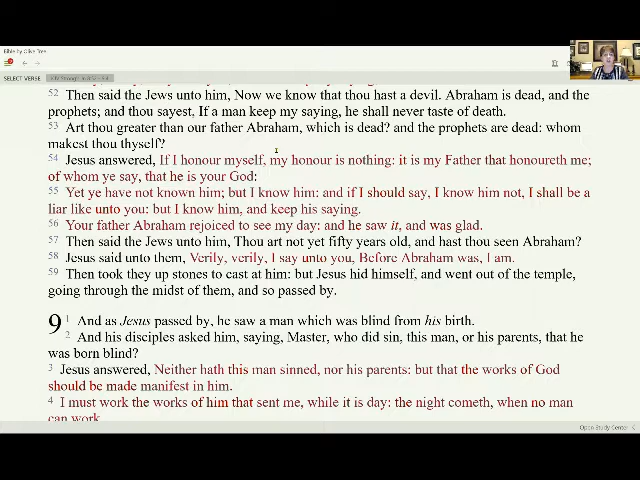 Bible by Olive Tree
SELECT VERSE
52 Then said the Jews unto him, Now we know that thou hast a devil. Abraham is dead, and the
prophets; and thou sayest, If a man keep my saying, he shall never taste of death.
53 Art thou greater than our father Abraham, which is dead? and the prophets are dead: whom
makest thou thyself?
54 Jesus answered, If I honour myself, my honour is nothing: it is my Father that honoureth me;
of whom ye say, that he is your God:
55 Yet ye have not known him; but I know him: and if I should say, I know him not, I shall be a
liar like unto you: but I know him, and keep his saying.
56 Your father Abraham rejoiced to see my day: and he saw it, and was glad.
57 Then said the Jews unto him, Thou art not yet fifty years old, and hast thou seen Abraham?
58 Jesus said unto them, Verily, verily, I say unto you, Before Abraham was, I am.
59 Then took they up stones to cast at him: but Jesus hid himself, and went out of the temple,
going through the midst of them, and so passed by.
9 1 And as Jesus passed by, he saw a man which was blind from his birth.
2 And his disciples asked him, saying, Master, who did sin, this man, or his parents, that he
was born blind?
3 Jesus answered, Neither hath this man sinned, nor his parents: but that the works of God
should be made manifest in him.
4 I must work the works of him that sent me, while it is day: the night cometh, when no man
can work.
Open Study Center